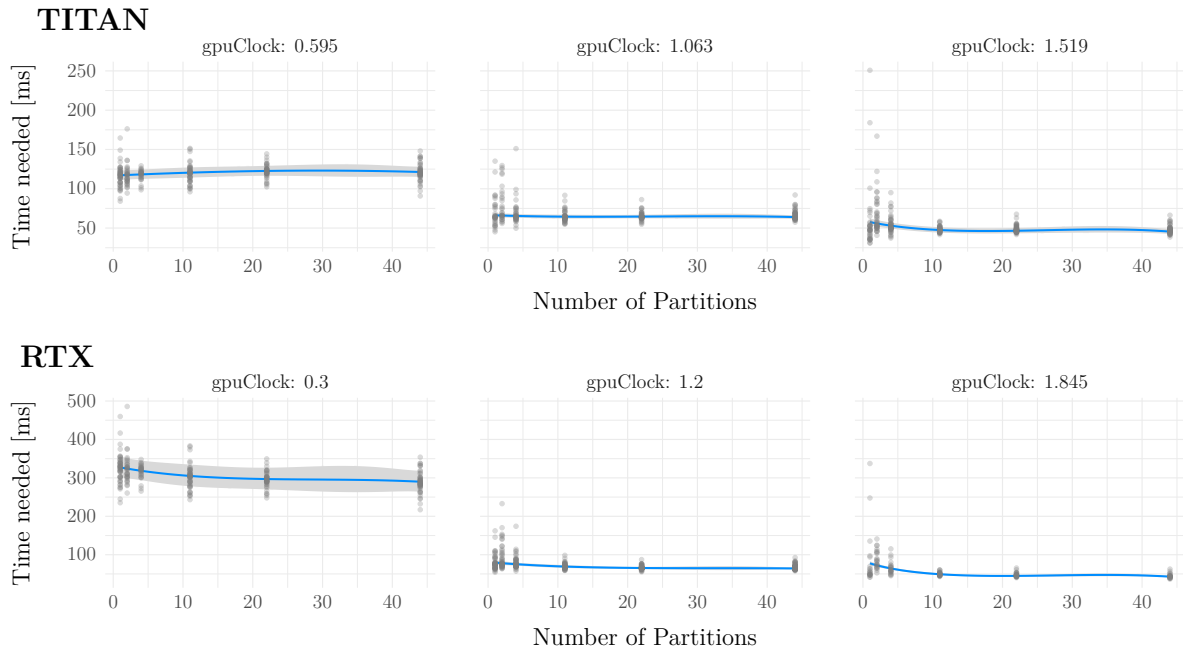 TITAN
gpuClock: 0.595 gpuClock: 1.063 gpuClock: 1.519
Time needed [ms]
250
200
150
100
50
0 10 20 30 40 0 10 20 30 40 0 10 20 30 40
Number of Partitions
RTX
gpuClock: 0.3 gpuClock: 1.2 gpuClock: 1.845
Time needed [ms]
500
400
300
200
100
0 10 20 30 40 0 10 20 30 40 0 10 20 30 40
Number of Partitions